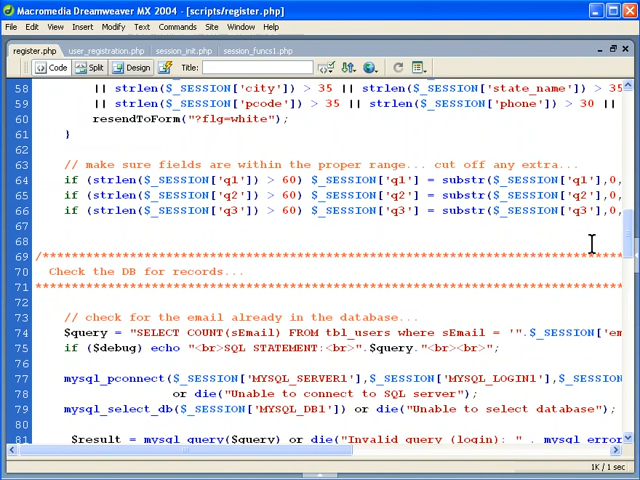 Macromedia Dreamweaver MX 2004 - [scripts/register.php]
File Edit View Insert Modify Text Commands Site Window Help
register.php user_registration.php session_init.php session_funcs1.php
Code Split Design Title:
58 || strlen($_SESSION['city']) > 35 || strlen($_SESSION['state_name']) > 35
59 || strlen($_SESSION['pcode']) > 35 || strlen($_SESSION['phone']) > 30
60 resendToForm("?flg=white");
61 }
62
63 // make sure fields are within the proper range... cut off any extra...
64 if (strlen($_SESSION['q1']) > 60) $_SESSION['q1'] = substr($_SESSION['q1'],0,
65 if (strlen($_SESSION['q2']) > 60) $_SESSION['q2'] = substr($_SESSION['q2'],0,
66 if (strlen($_SESSION['q3']) > 60) $_SESSION['q3'] = substr($_SESSION['q3'],0,
67
68
69 /******************************************************************************
70 Check the DB for records...
71 ******************************************************************************
72
73 // check for the email already in the database...
74 $query = "SELECT COUNT(sEmail) FROM tbl_users where sEmail = '".$_SESSION['em
75 if ($debug) echo "<br>SQL STATEMENT:<br>".$query."<br><br>";
76
77 mysql_pconnect($_SESSION['MYSQL_SERVER1'],$_SESSION['MYSQL_LOGIN1'],$_SESSION
78 or die("Unable to connect to SQL server");
79 mysql_select_db($_SESSION['MYSQL_DB1']) or die("Unable to select database");
80
81 $result = mysql_query($query) or die("Invalid query (login): " . mysql_error
1K / 1 sec